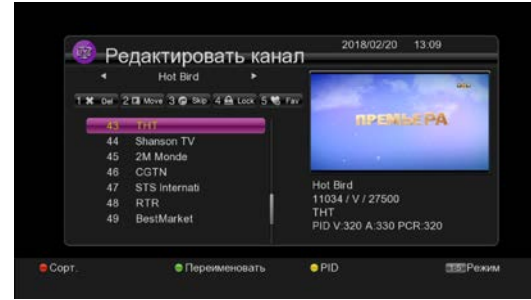 Редактировать канал
2018/02/20 13:09
Hot Bird
1 Del 2 Move 3 Skip 4 Lock 5 Fav
43 ТНТ
44 Shanson TV
45 2M Monde
46 CGTN
47 STS Internati
48 RTR
49 BestMarket
ПРЕМЬЕРА
Hot Bird
11034 / V / 27500
ТНТ
PID V:320 A:330 PCR:320
Сорт.
Переименовать
PID
Режим